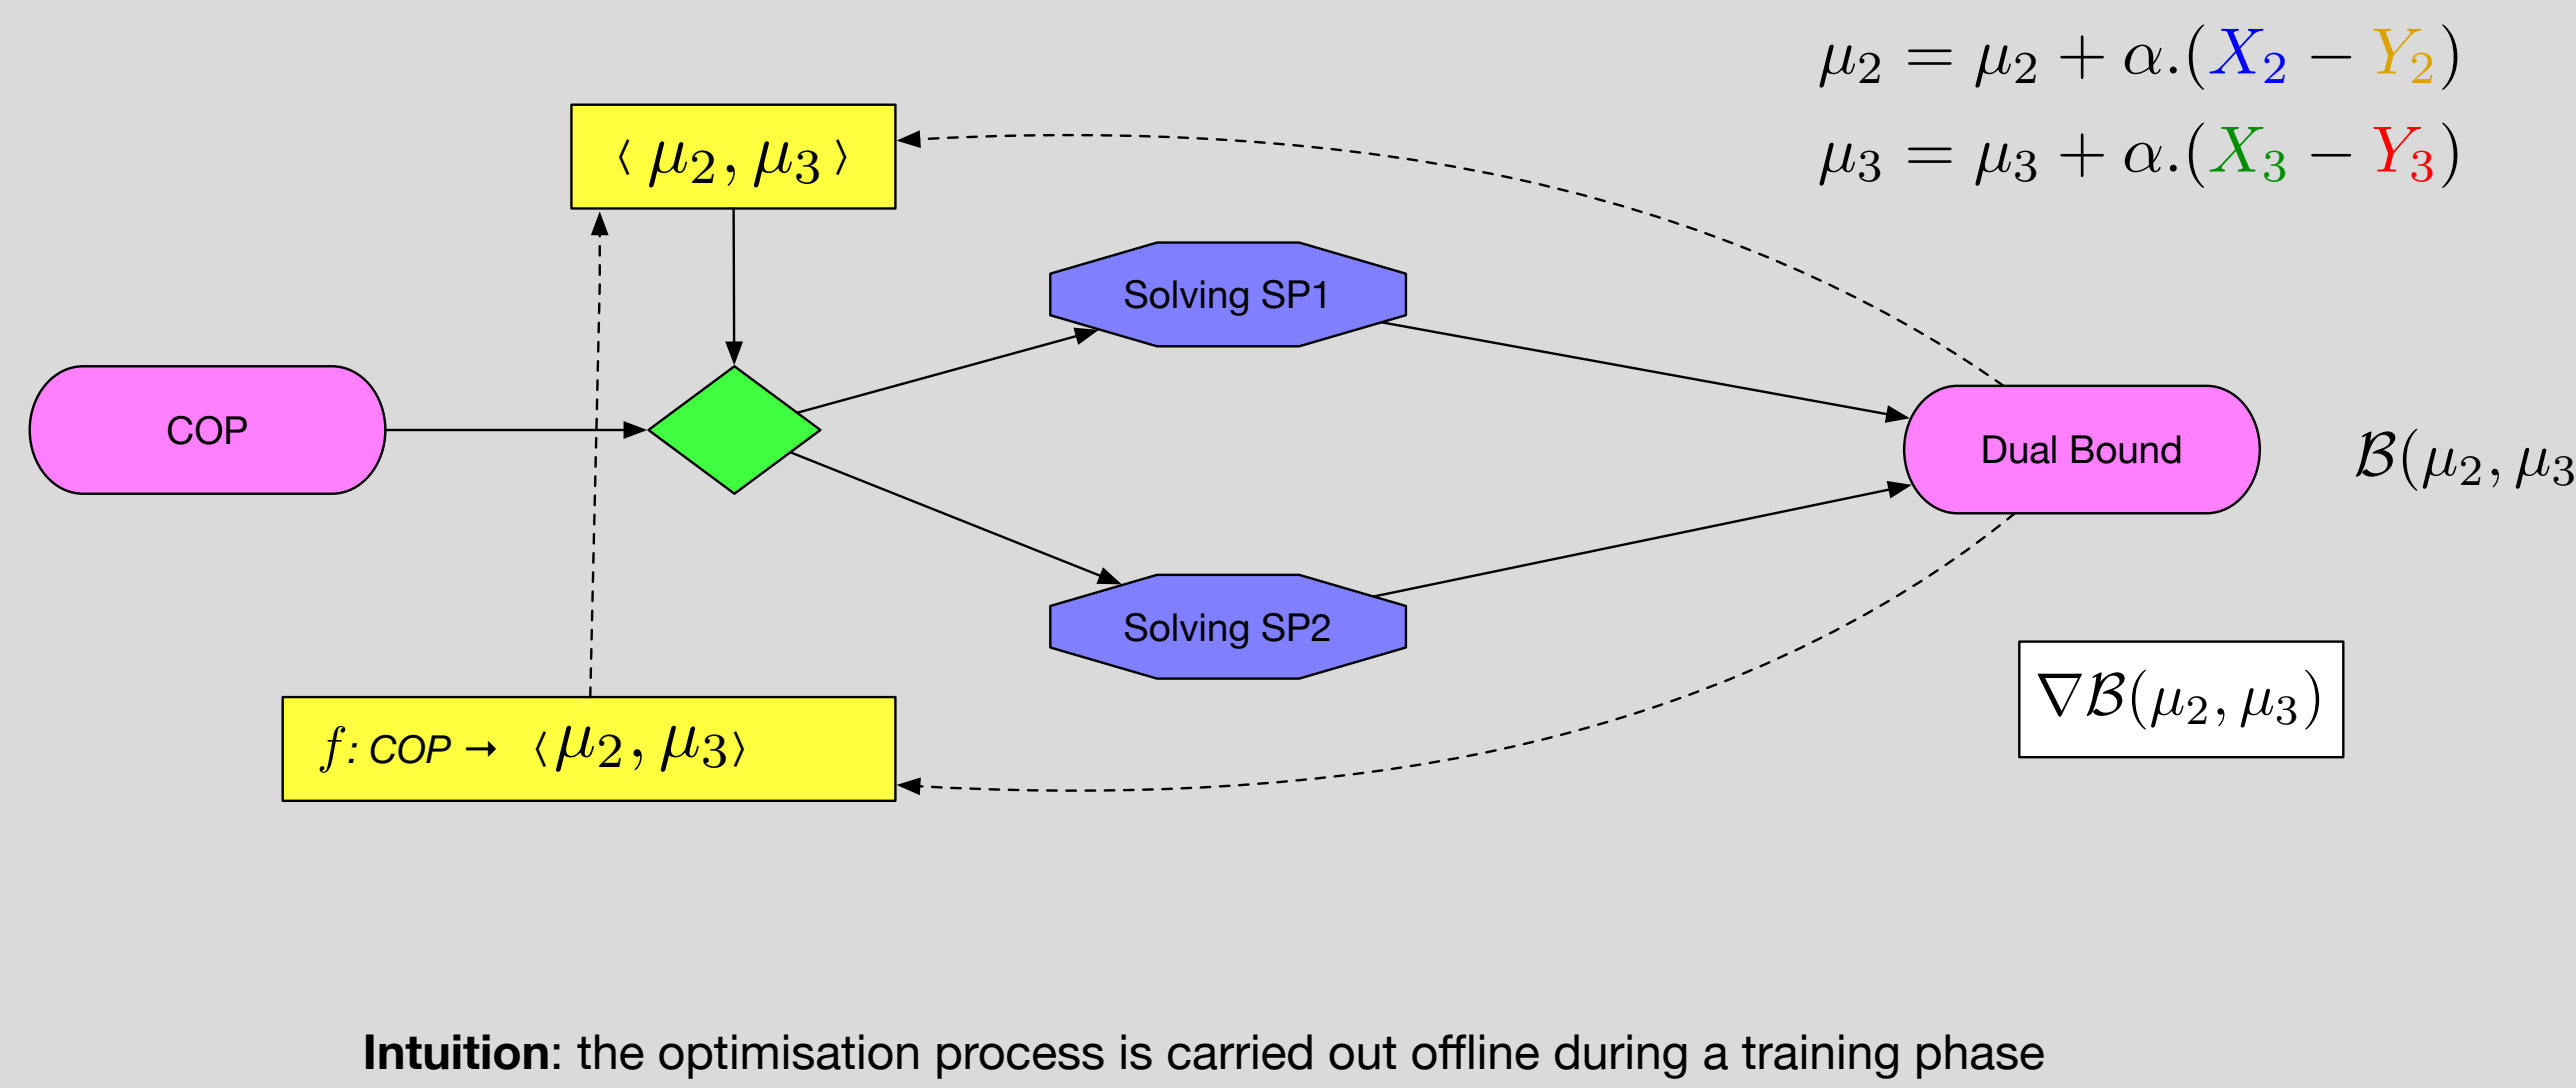 μ₂ = μ₂ + α.(X₂ − Y₂)
μ₃ = μ₃ + α.(X₃ − Y₃)
⟨ μ₂, μ₃ ⟩
Solving SP1
COP
Dual Bound
ℬ(μ₂, μ₃
Solving SP2
∇ℬ(μ₂, μ₃)
f: COP → ⟨μ₂, μ₃⟩
Intuition: the optimisation process is carried out offline during a training phase